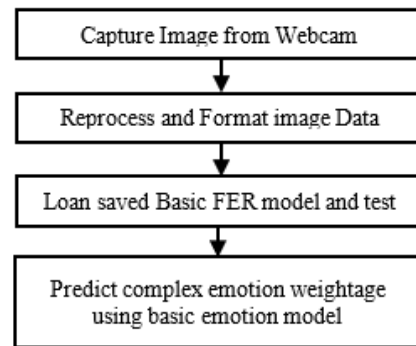 Capture Image from Webcam
Reprocess and Format image Data
Loan saved Basic FER model and test
Predict complex emotion weightage
using basic emotion model